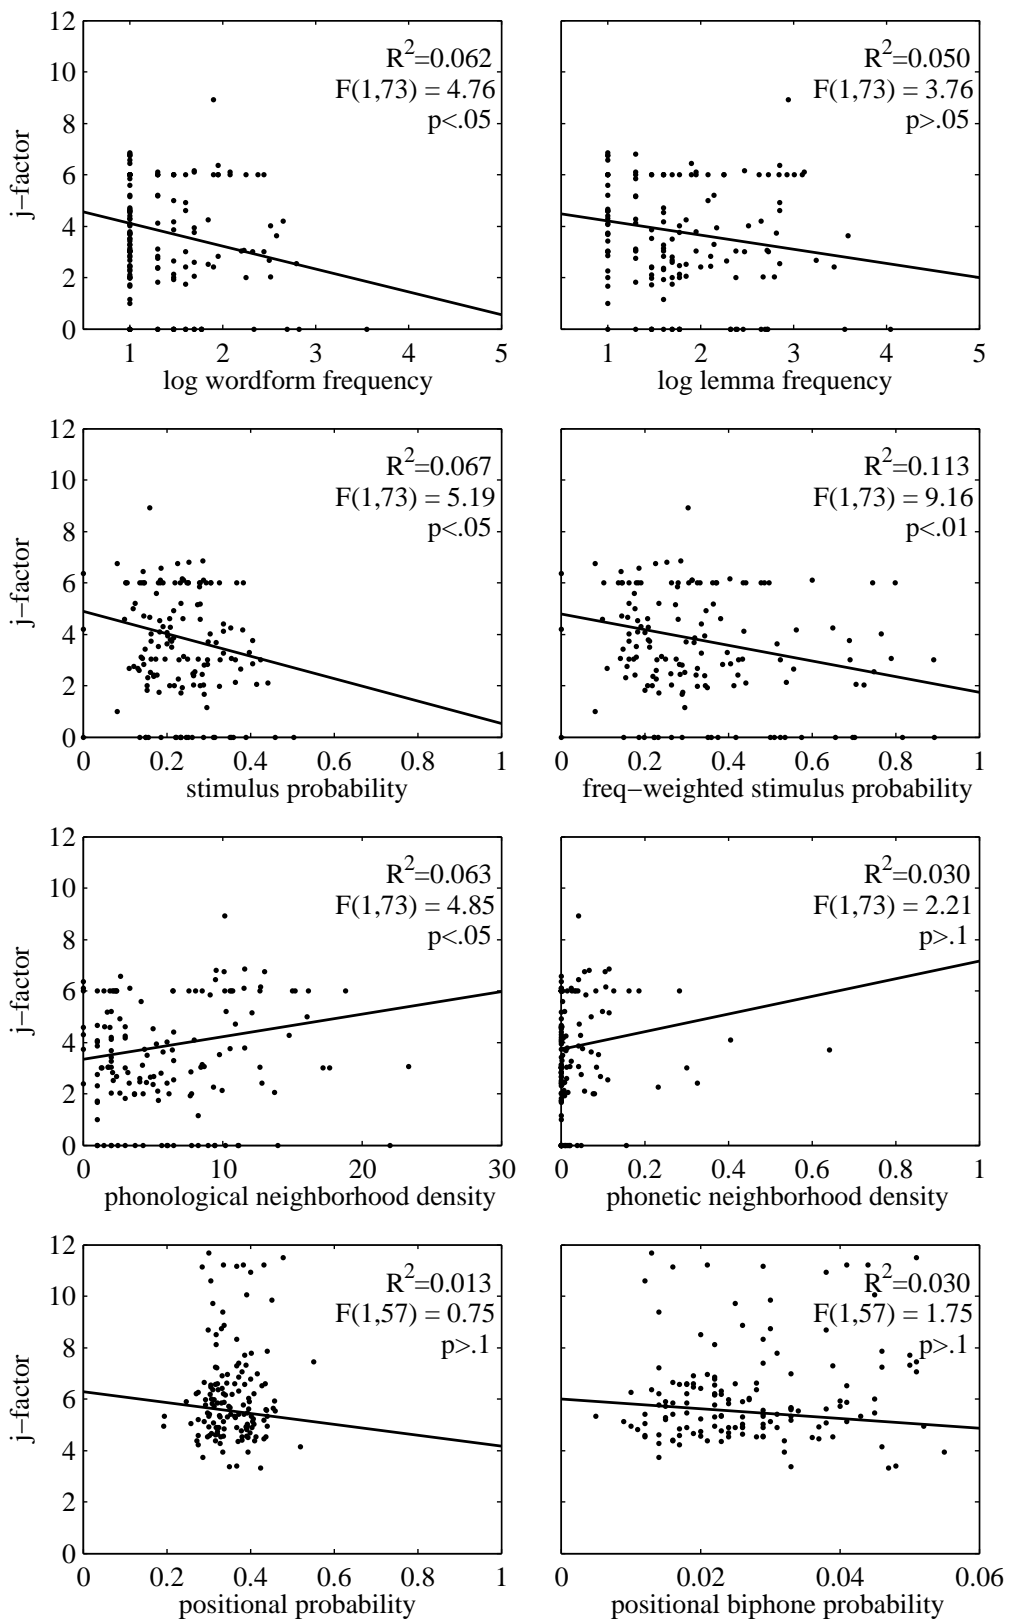 12
10
8
6
4
2
0
j−factor
R2=0.062
F(1,73) = 4.76
p<.05
1 2 3 4 5
log wordform frequency
R2=0.050
F(1,73) = 3.76
p>.05
1 2 3 4 5
log lemma frequency
12
10
8
6
4
2
0
j−factor
R2=0.067
F(1,73) = 5.19
p<.05
0 0.2 0.4 0.6 0.8 1
stimulus probability
R2=0.113
F(1,73) = 9.16
p<.01
0 0.2 0.4 0.6 0.8 1
freq−weighted stimulus probability
12
10
8
6
4
2
0
j−factor
R2=0.063
F(1,73) = 4.85
p<.05
0 10 20 30
phonological neighborhood density
R2=0.030
F(1,73) = 2.21
p>.1
0 0.2 0.4 0.6 0.8 1
phonetic neighborhood density
12
10
8
6
4
2
0
j−factor
R2=0.013
F(1,57) = 0.75
p>.1
0 0.2 0.4 0.6 0.8 1
positional probability
R2=0.030
F(1,57) = 1.75
p>.1
0 0.02 0.04 0.06
positional biphone probability